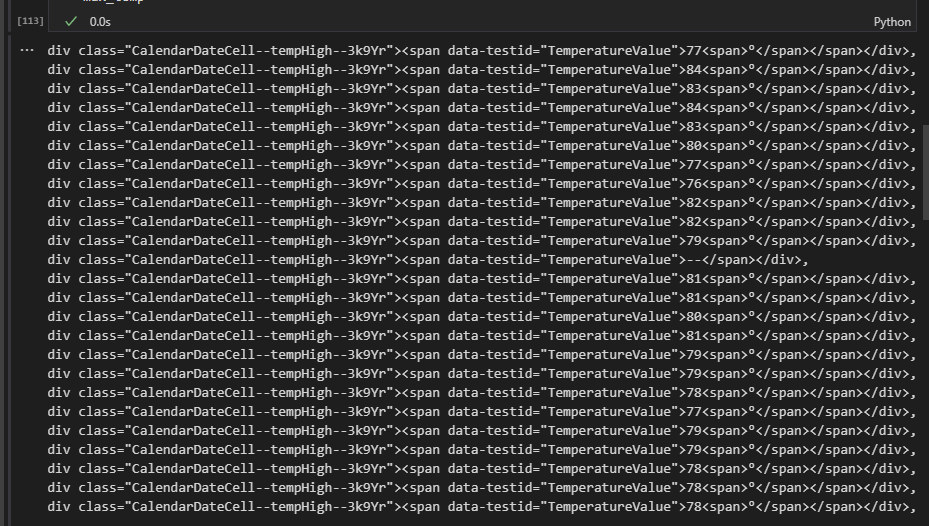 [113] ✓ 0.0s Python
... div class="CalendarDateCell--tempHigh--3k9Yr"><span data-testid="TemperatureValue">77<span>°</span></span></div>,
div class="CalendarDateCell--tempHigh--3k9Yr"><span data-testid="TemperatureValue">84<span>°</span></span></div>,
div class="CalendarDateCell--tempHigh--3k9Yr"><span data-testid="TemperatureValue">83<span>°</span></span></div>,
div class="CalendarDateCell--tempHigh--3k9Yr"><span data-testid="TemperatureValue">84<span>°</span></span></div>,
div class="CalendarDateCell--tempHigh--3k9Yr"><span data-testid="TemperatureValue">83<span>°</span></span></div>,
div class="CalendarDateCell--tempHigh--3k9Yr"><span data-testid="TemperatureValue">80<span>°</span></span></div>,
div class="CalendarDateCell--tempHigh--3k9Yr"><span data-testid="TemperatureValue">77<span>°</span></span></div>,
div class="CalendarDateCell--tempHigh--3k9Yr"><span data-testid="TemperatureValue">76<span>°</span></span></div>,
div class="CalendarDateCell--tempHigh--3k9Yr"><span data-testid="TemperatureValue">82<span>°</span></span></div>,
div class="CalendarDateCell--tempHigh--3k9Yr"><span data-testid="TemperatureValue">82<span>°</span></span></div>,
div class="CalendarDateCell--tempHigh--3k9Yr"><span data-testid="TemperatureValue">79<span>°</span></span></div>,
div class="CalendarDateCell--tempHigh--3k9Yr"><span data-testid="TemperatureValue">--</span></div>,
div class="CalendarDateCell--tempHigh--3k9Yr"><span data-testid="TemperatureValue">81<span>°</span></span></div>,
div class="CalendarDateCell--tempHigh--3k9Yr"><span data-testid="TemperatureValue">81<span>°</span></span></div>,
div class="CalendarDateCell--tempHigh--3k9Yr"><span data-testid="TemperatureValue">80<span>°</span></span></div>,
div class="CalendarDateCell--tempHigh--3k9Yr"><span data-testid="TemperatureValue">81<span>°</span></span></div>,
div class="CalendarDateCell--tempHigh--3k9Yr"><span data-testid="TemperatureValue">79<span>°</span></span></div>,
div class="CalendarDateCell--tempHigh--3k9Yr"><span data-testid="TemperatureValue">79<span>°</span></span></div>,
div class="CalendarDateCell--tempHigh--3k9Yr"><span data-testid="TemperatureValue">78<span>°</span></span></div>,
div class="CalendarDateCell--tempHigh--3k9Yr"><span data-testid="TemperatureValue">77<span>°</span></span></div>,
div class="CalendarDateCell--tempHigh--3k9Yr"><span data-testid="TemperatureValue">79<span>°</span></span></div>,
div class="CalendarDateCell--tempHigh--3k9Yr"><span data-testid="TemperatureValue">79<span>°</span></span></div>,
div class="CalendarDateCell--tempHigh--3k9Yr"><span data-testid="TemperatureValue">78<span>°</span></span></div>,
div class="CalendarDateCell--tempHigh--3k9Yr"><span data-testid="TemperatureValue">78<span>°</span></span></div>,
div class="CalendarDateCell--tempHigh--3k9Yr"><span data-testid="TemperatureValue">78<span>°</span></span></div>,